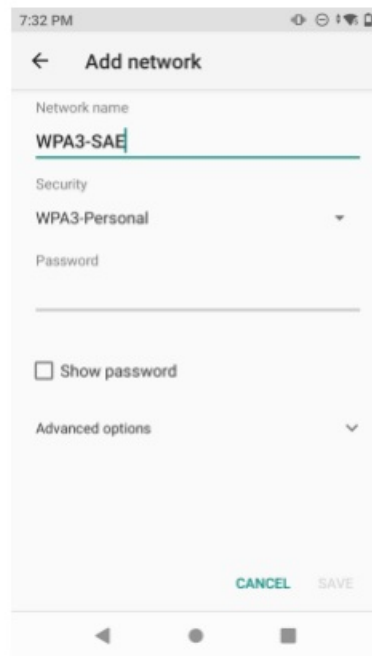 7:32 PM
Add network
Network name
WPA3-SAE
Security
WPA3-Personal
Password
Show password
Advanced options
CANCEL SAVE